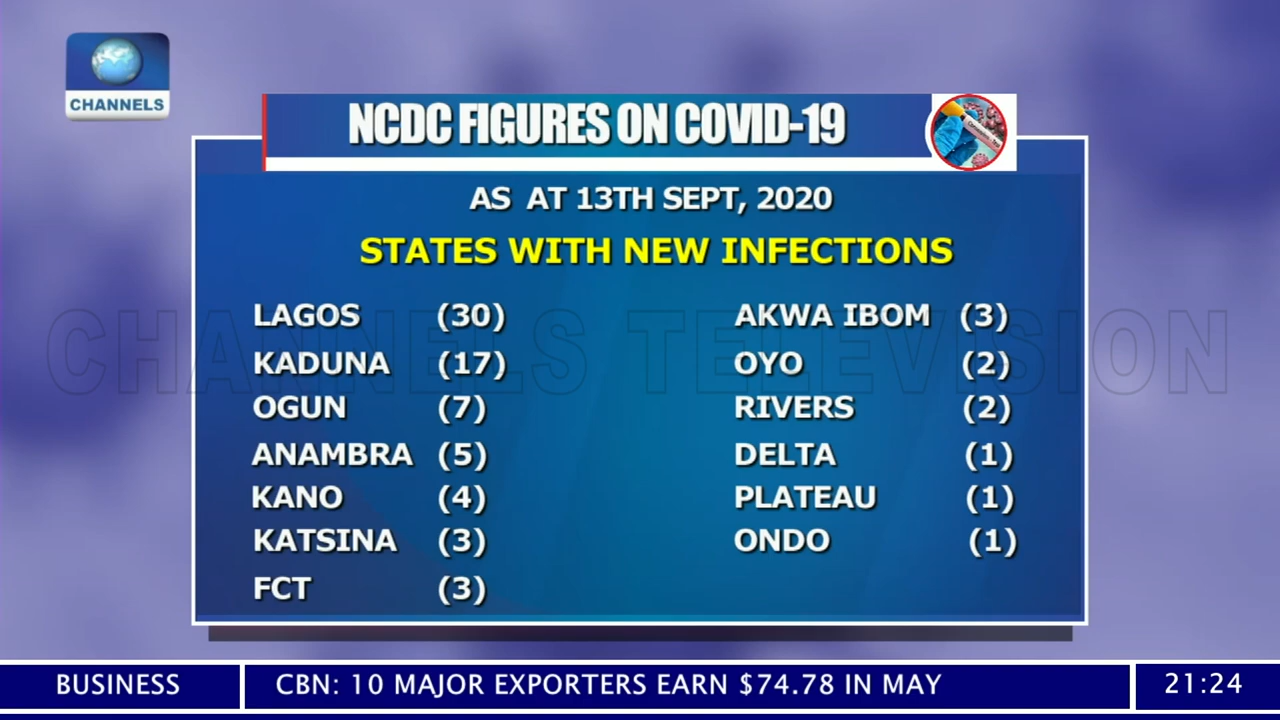 CHANNELS
NCDC FIGURES ON COVID-19
AS AT 13TH SEPT, 2020
STATES WITH NEW INFECTIONS
LAGOS (30)
KADUNA (17)
OGUN (7)
ANAMBRA (5)
KANO (4)
KATSINA (3)
FCT (3)
AKWA IBOM (3)
OYO (2)
RIVERS (2)
DELTA (1)
PLATEAU (1)
ONDO (1)
CHANNELS TELEVISION
BUSINESS
CBN: 10 MAJOR EXPORTERS EARN $74.78 IN MAY
21:24